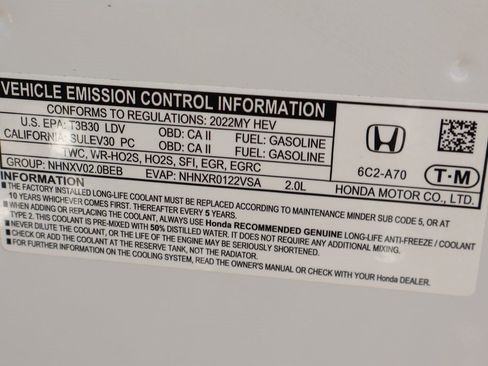 VEHICLE EMISSION CONTROL INFORMATION
CONFORMS TO REGULATIONS: 2022MY HEV
U.S. EPA: T3B30 LDV OBD: CA II FUEL: GASOLINE
CALIFORNIA: SULEV30 PC OBD: CA II FUEL: GASOLINE
TWC, WR-HO2S, HO2S, SFI, EGR, EGRC
GROUP: NHNXV02.0BEB EVAP: NHNXR0122VSA 2.0L
6C2-A70 T·M
HONDA MOTOR CO., LTD.
■THE FACTORY INSTALLED LONG-LIFE COOLANT MUST BE REPLACED ACCORDING TO MAINTENANCE MINDER SUB CODE 5, OR AT
10 YEARS WHICHEVER COMES FIRST. THEREAFTER EVERY 5 YEARS.
■WHEN ADDING OR REPLACING THE COOLANT, ALWAYS USE Honda RECOMMENDED GENUINE LONG-LIFE ANTI-FREEZE / COOLANT
TYPE 2. THIS COOLANT IS PRE-MIXED WITH 50% DISTILLED WATER. IT DOES NOT REQUIRE ANY ADDITIONAL MIXING.
■NEVER DILUTE, OR THE LIFE OF THE ENGINE MAY BE SERIOUSLY SHORTENED.
■CHECK OR ADD THE COOLANT AT THE RESERVE TANK, NOT THE RADIATOR.
■FOR FURTHER INFORMATION ON THE COOLING SYSTEM, READ THE OWNER'S MANUAL OR CHECK WITH YOUR Honda DEALER.